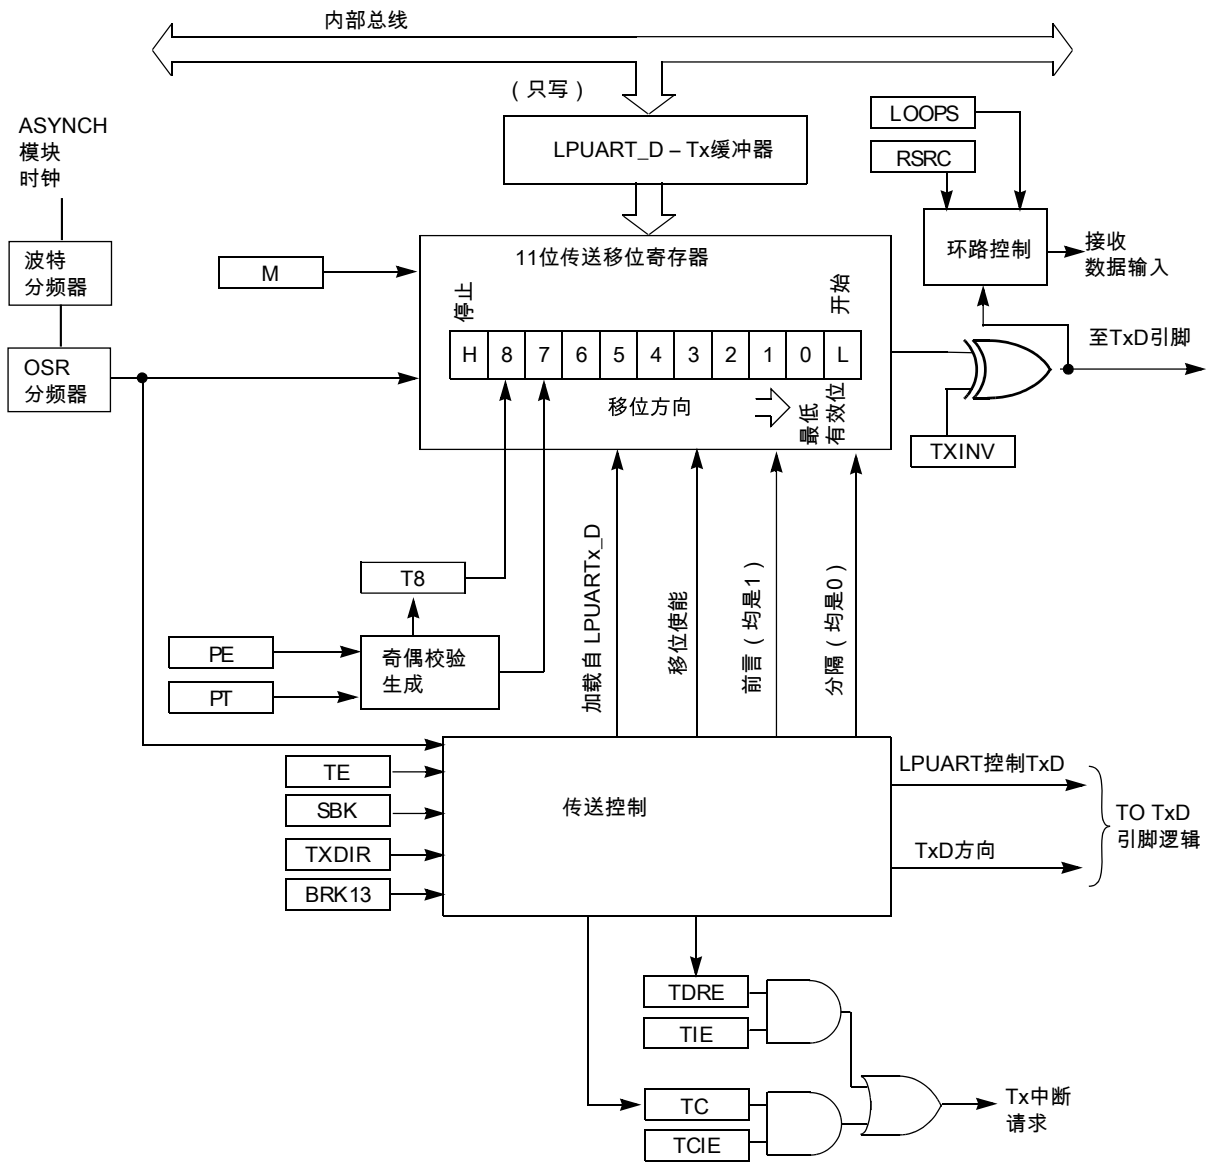 内部总线
（只写）
ASYNCH
模块
时钟
LPUART_D – Tx缓冲器
LOOPS
RSRC
环路控制
接收
数据输入
波特
分频器
M
11位传送移位寄存器
停止
开始
H 8 7 6 5 4 3 2 1 0 L
移位方向
最低
有效位
至TxD引脚
TXINV
OSR
分频器
T8
PE
PT
奇偶校验
生成
加载自 LPUARTx_D
移位使能
前言（均是1）
分隔（均是0）
TE
SBK
TXDIR
BRK13
传送控制
LPUART控制TxD
TxD方向
TO TxD
引脚逻辑
TDRE
TIE
TC
TCIE
Tx中断
请求